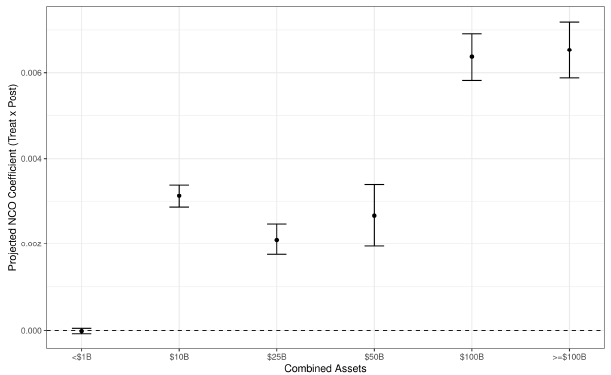 Projected NCO Coefficient (Treat x Post)
0.006
0.004
0.002
0.000
<$1B $10B $25B $50B $100B >=$100B
Combined Assets